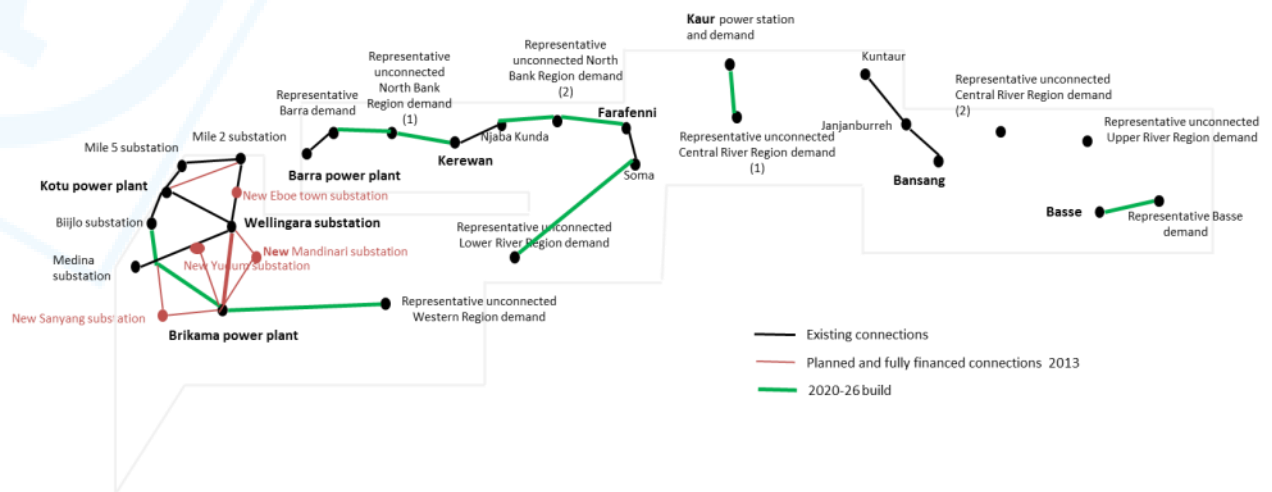 Kaur power station
and demand
Representative
unconnected North
Bank Region demand
(2)
Representative
unconnected
North Bank
Region demand
(1)
Kuntaur
Representative unconnected
Central River Region demand
(2)
Representative
Barra demand
Farafenni
Janjanburreh
Representative unconnected
Upper River Region demand
Mile 2 substation
Njaba Kunda
Representative unconnected
Central River Region demand
(1)
Mile 5 substation
Kerewan
Barra power plant
Soma
Bansang
Kotu power plant
New Eboe town substation
Biijlo substation
Wellingara substation
Representative unconnected
Lower River Region demand
Basse
Representative Basse
demand
Medina
substation
New Mandinari substation
New Yudum substation
Representative unconnected
Western Region demand
New Sanyang substation
Brikama power plant
Existing connections
Planned and fully financed connections 2013
2020-26 build